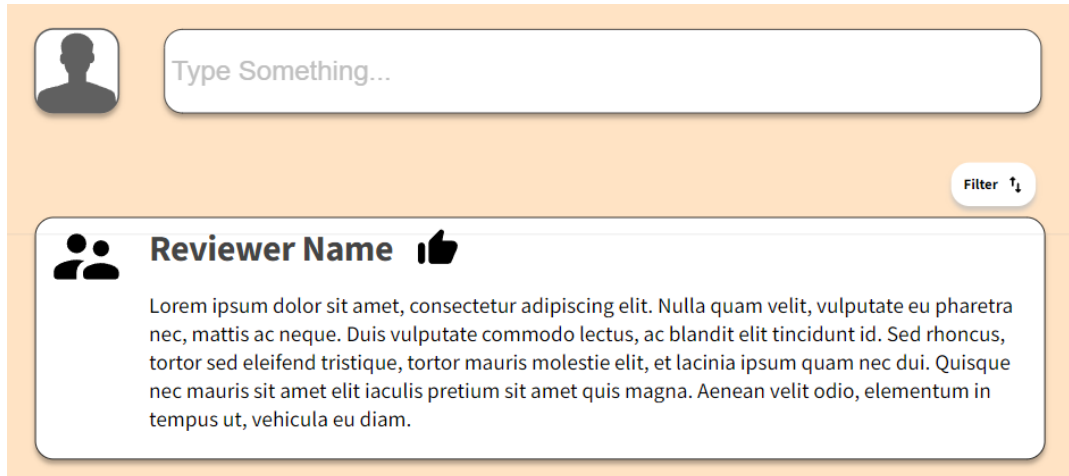 Type Something...
Filter
Reviewer Name
Lorem ipsum dolor sit amet, consectetur adipiscing elit. Nulla quam velit, vulputate eu pharetra
nec, mattis ac neque. Duis vulputate commodo lectus, ac blandit elit tincidunt id. Sed rhoncus,
tortor sed eleifend tristique, tortor mauris molestie elit, et lacinia ipsum quam nec dui. Quisque
nec mauris sit amet elit iaculis pretium sit amet quis magna. Aenean velit odio, elementum in
tempus ut, vehicula eu diam.